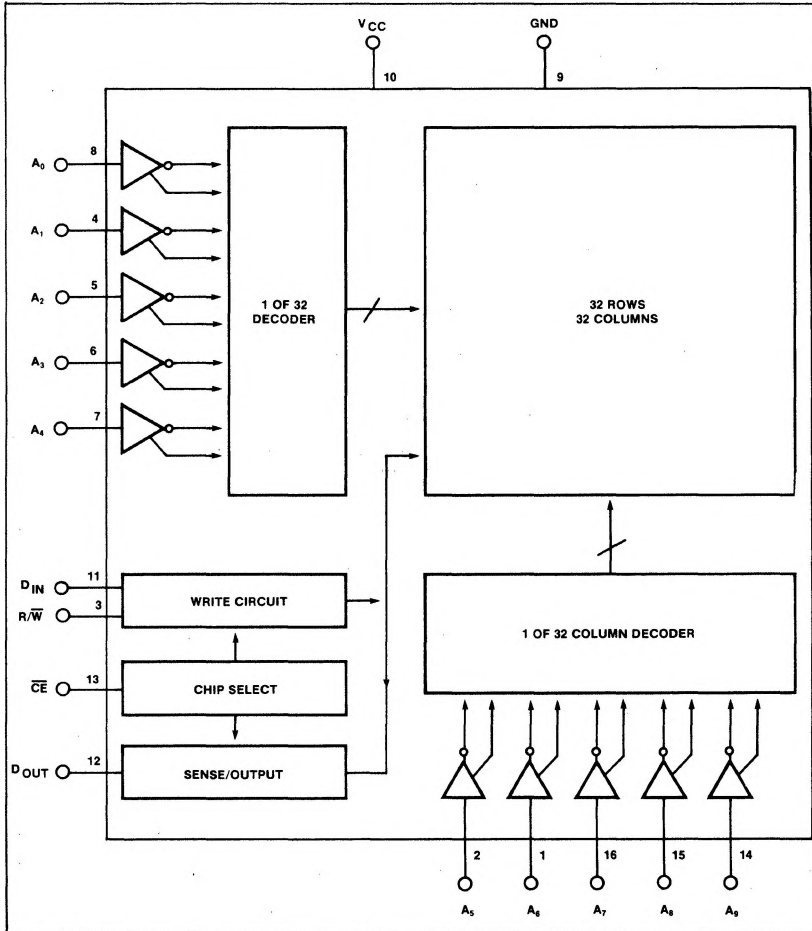 VCC
GND
10
9
A0
8
A1
4
A2
5
A3
6
A4
7
1 OF 32
DECODER
32 ROWS
32 COLUMNS
DIN
11
R/W̅
3
WRITE CIRCUIT
C̅E̅
13
CHIP SELECT
DOUT
12
SENSE/OUTPUT
1 OF 32 COLUMN DECODER
2
1
16
15
14
A5
A6
A7
A8
A9